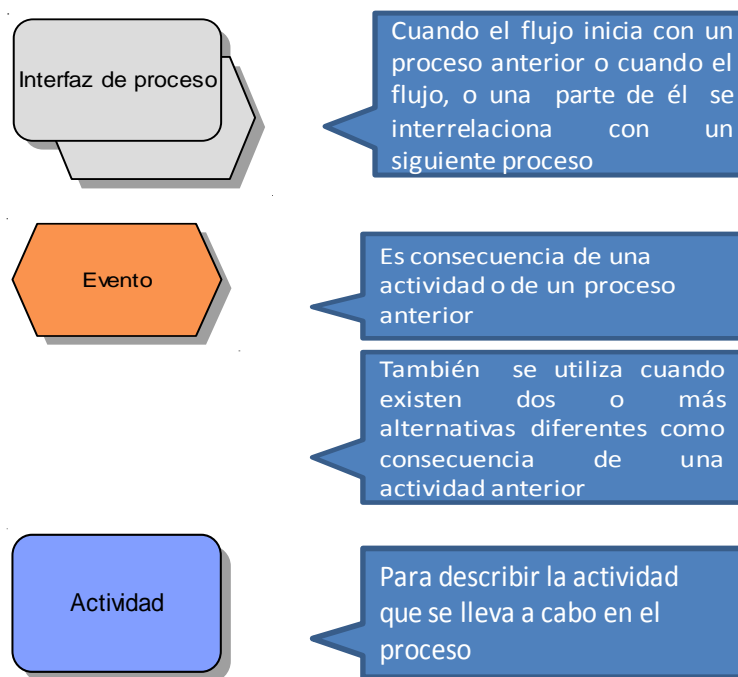 Interfaz de proceso
Cuando el flujo inicia con un
proceso anterior o cuando el
flujo, o una parte de él se
interrelaciona con un
siguiente proceso
Evento
Es consecuencia de una
actividad o de un proceso
anterior
También se utiliza cuando
existen dos o más
alternativas diferentes como
consecuencia de una
actividad anterior
Actividad
Para describir la actividad
que se lleva a cabo en el
proceso